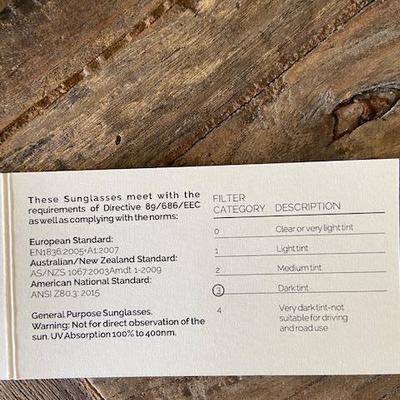 These Sunglasses meet with the
requirements of Directive 89/686/EEC
as well as complying with the norms:
European Standard:
EN1836:2005+A1:2007
Australian/New Zealand Standard:
AS/NZS 1067:2003Amdt 1-2009
American National Standard:
ANSI Z80.3: 2015
General Purpose Sunglasses.
Warning: Not for direct observation of the
sun. UV Absorption 100% to 400nm.
FILTER
CATEGORY DESCRIPTION
0 Clear or very light tint
1 Light tint
2 Medium tint
3 Dark tint
4 Very dark tint-not
suitable for driving
and road use